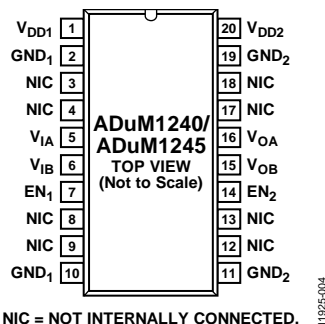 VDD1 1 20 VDD2
GND1 2 19 GND2
NIC 3 18 NIC
NIC 4 17 NIC
VIA 5 16 VOA
VIB 6 15 VOB
EN1 7 14 EN2
NIC 8 13 NIC
NIC 9 12 NIC
GND1 10 11 GND2
ADuM1240/
ADuM1245
TOP VIEW
(Not to Scale)
NIC = NOT INTERNALLY CONNECTED.
11925-004